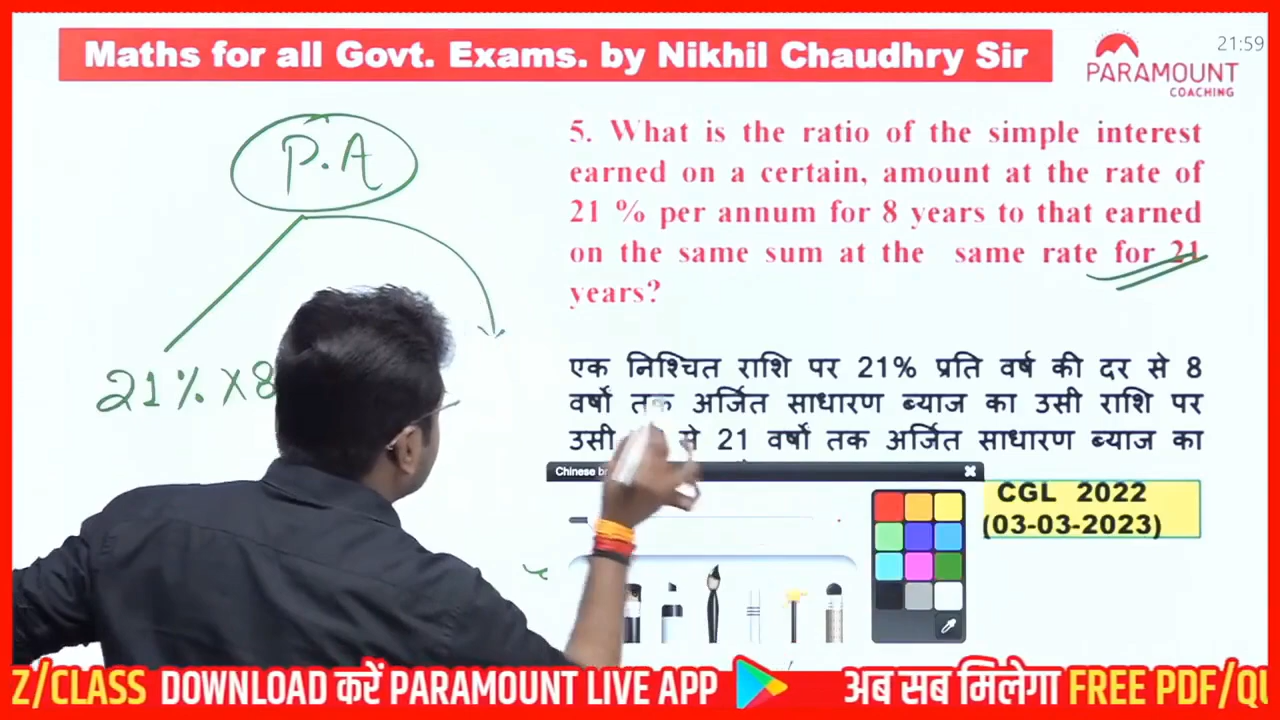 Maths for all Govt. Exams. by Nikhil Chaudhry Sir
PARAMOUNT
COACHING
21:59
P.A
21% X 8
5. What is the ratio of the simple interest
earned on a certain, amount at the rate of
21 % per annum for 8 years to that earned
on the same sum at the same rate for 21
years?
एक निश्चित राशि पर 21% प्रति वर्ष की दर से 8
वर्षों तक अर्जित साधारण ब्याज का उसी राशि पर
उसी से 21 वर्षों तक अर्जित साधारण ब्याज का
Chinese
CGL 2022
(03-03-2023)
Z/CLASS DOWNLOAD करें PARAMOUNT LIVE APP अब सब मिलेगा FREE PDF/QU